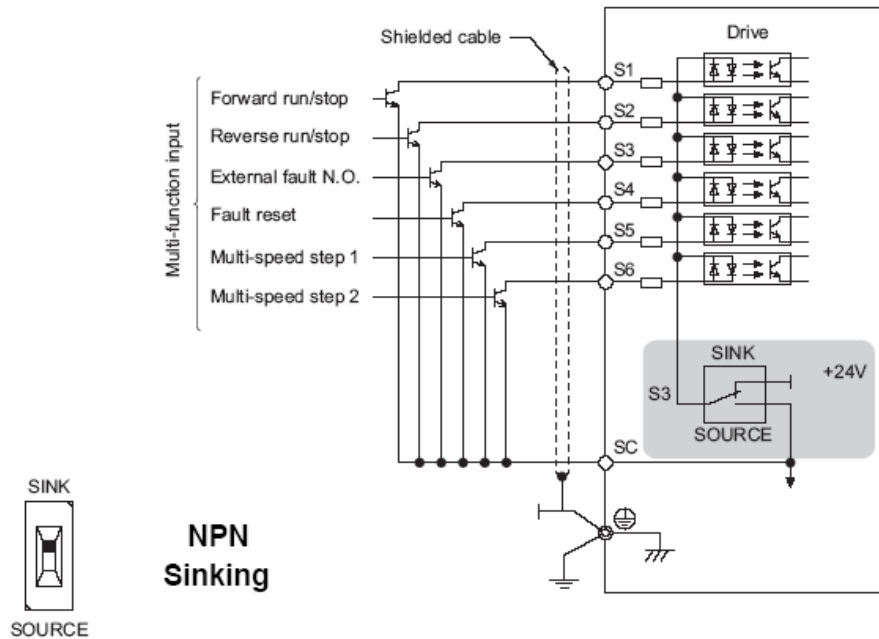 Shielded cable
Drive
Multi-function input
Forward run/stop
Reverse run/stop
External fault N.O.
Fault reset
Multi-speed step 1
Multi-speed step 2
S1
S2
S3
S4
S5
S6
SINK
+24V
S3
SOURCE
SC
SINK
SOURCE
NPN
Sinking